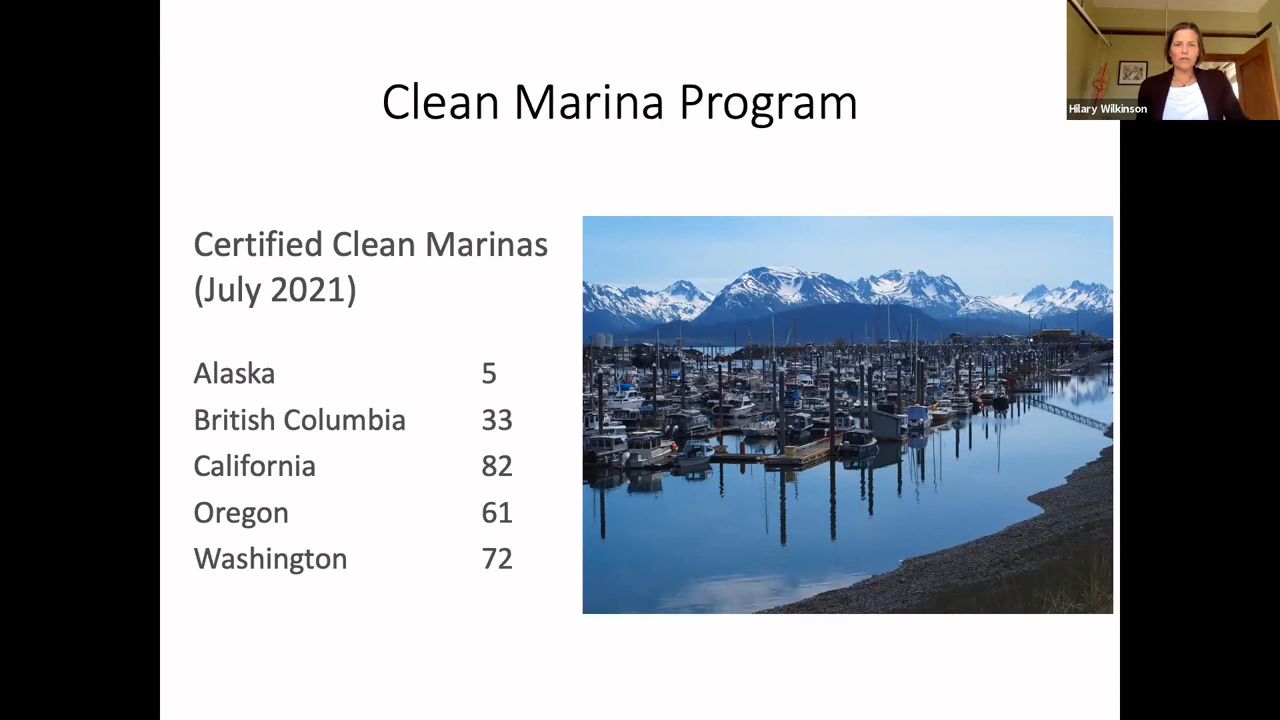 Clean Marina Program
Hilary Wilkinson
Certified Clean Marinas
(July 2021)
Alaska 5
British Columbia 33
California 82
Oregon 61
Washington 72